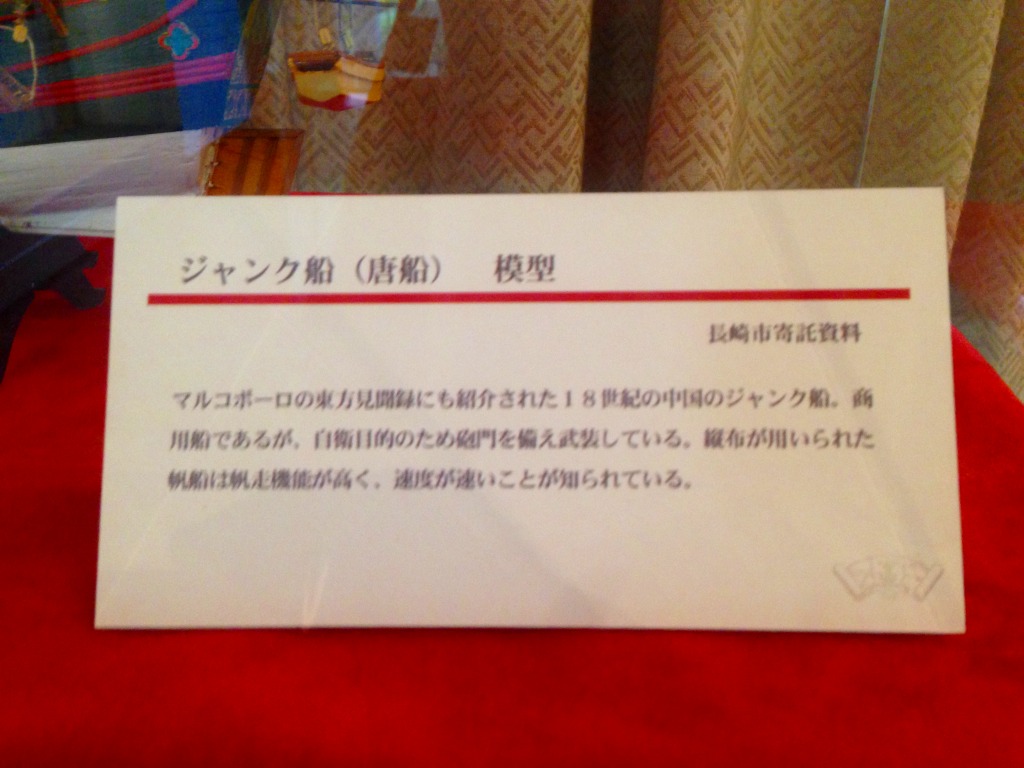 ジャンク船（唐船）　模型
長崎市寄託資料
マルコポーロの東方見聞録にも紹介された１８世紀の中国のジャンク船。商
用船であるが、自衛目的のため砲門を備え武装している。縦布が用いられた
帆船は帆走機能が高く、速度が速いことが知られている。